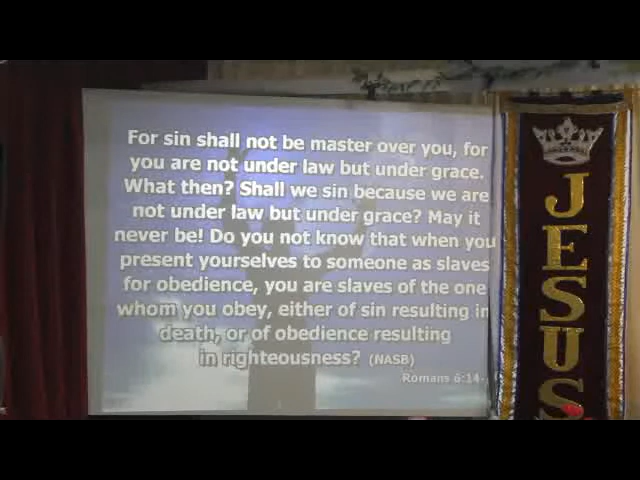 For sin shall not be master over you, for
you are not under law but under grace.
What then? Shall we sin because we are
not under law but under grace? May it
never be! Do you not know that when you
present yourselves to someone as slaves
for obedience, you are slaves of the one
whom you obey, either of sin resulting in
death, or of obedience resulting
in righteousness? (NASB)
Romans 6:14-
JESUS